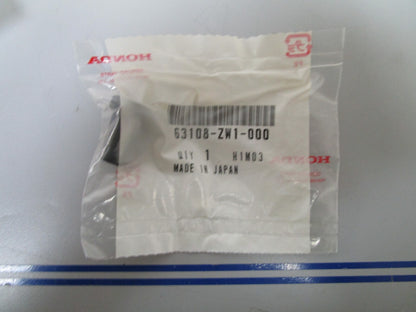 HONDA
63108-ZW1-000
QTY 1 H1M03
MADE IN JAPAN
HONDA